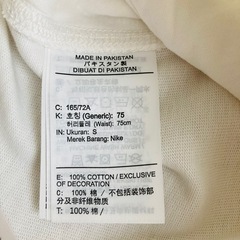 MADE IN PAKISTAN
パキスタン製
DIBUAT DI PAKISTAN
C: 165/72A
K: 호칭 (Generic): 75
허리둘레 (Waist): 75cm
IN: Ukuran: S
Merek Barang: Nike
E: 100% COTTON / EXCLUSIVE
OF DECORATION
C: 100% 棉 / 不包括装饰部
分及非纤维材料
T: 100% 棉 /